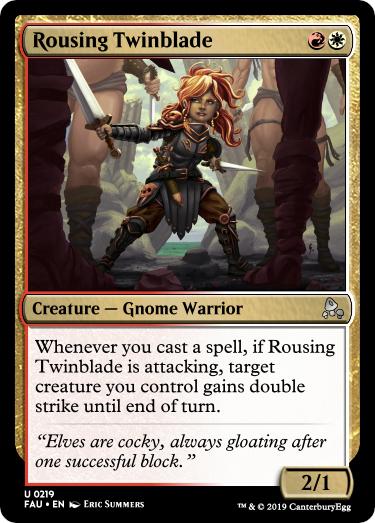 Rousing Twinblade
Creature — Gnome Warrior
Whenever you cast a spell, if Rousing
Twinblade is attacking, target
creature you control gains double
strike until end of turn.
“Elves are cocky, always gloating after
one successful block.”
2/1
U 0219
FAU • EN Eric Summers
™ & © 2019 CanterburyEgg